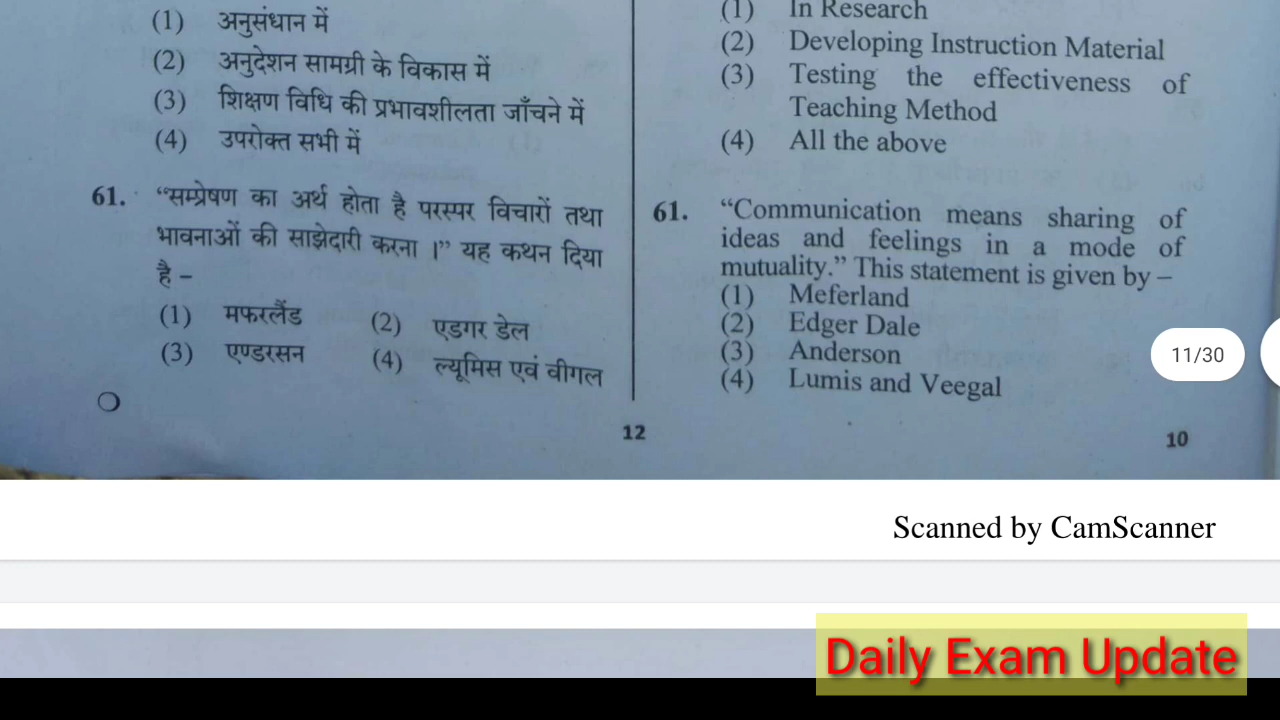 (1) अनुसंधान में
(2) अनुदेशन सामग्री के विकास में
(3) शिक्षण विधि की प्रभावशीलता जाँचने में
(4) उपरोक्त सभी में
61. “सम्प्रेषण का अर्थ होता है परस्पर विचारों तथा
भावनाओं की साझेदारी करना ।” यह कथन दिया
है –
(1) मफरलैंड (2) एडगर डेल
(3) एण्डरसन (4) ल्यूमिस एवं वीगल
12
(1) In Research
(2) Developing Instruction Material
(3) Testing the effectiveness of
Teaching Method
(4) All the above
61. “Communication means sharing of
ideas and feelings in a mode of
mutuality.” This statement is given by –
(1) Meferland
(2) Edger Dale
(3) Anderson
(4) Lumis and Veegal
11/30
10
Scanned by CamScanner
Daily Exam Update